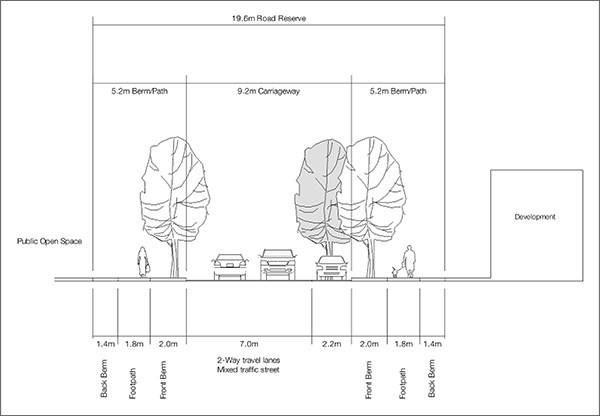 19.6m Road Reserve
5.2m Berm/Path
9.2m Carriageway
5.2m Berm/Path
Development
Public Open Space
1.4m
1.8m
2.0m
7.0m
2.2m
2.0m
1.8m
1.4m
Back Berm
Footpath
Front Berm
2-Way travel lanes
Mixed traffic street
Front Berm
Footpath
Back Berm